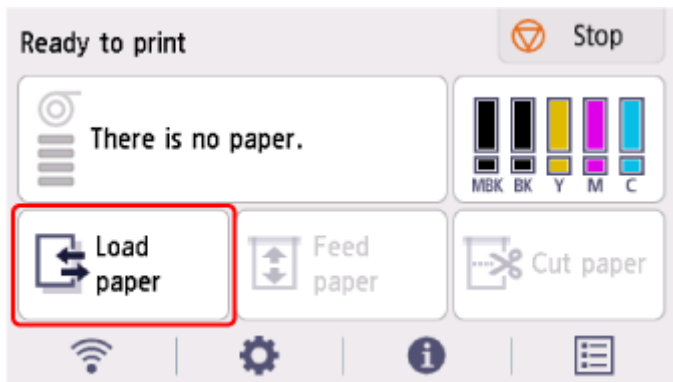 Ready to print
Stop
There is no paper.
MBK BK Y M C
Load
paper
Feed
paper
Cut paper